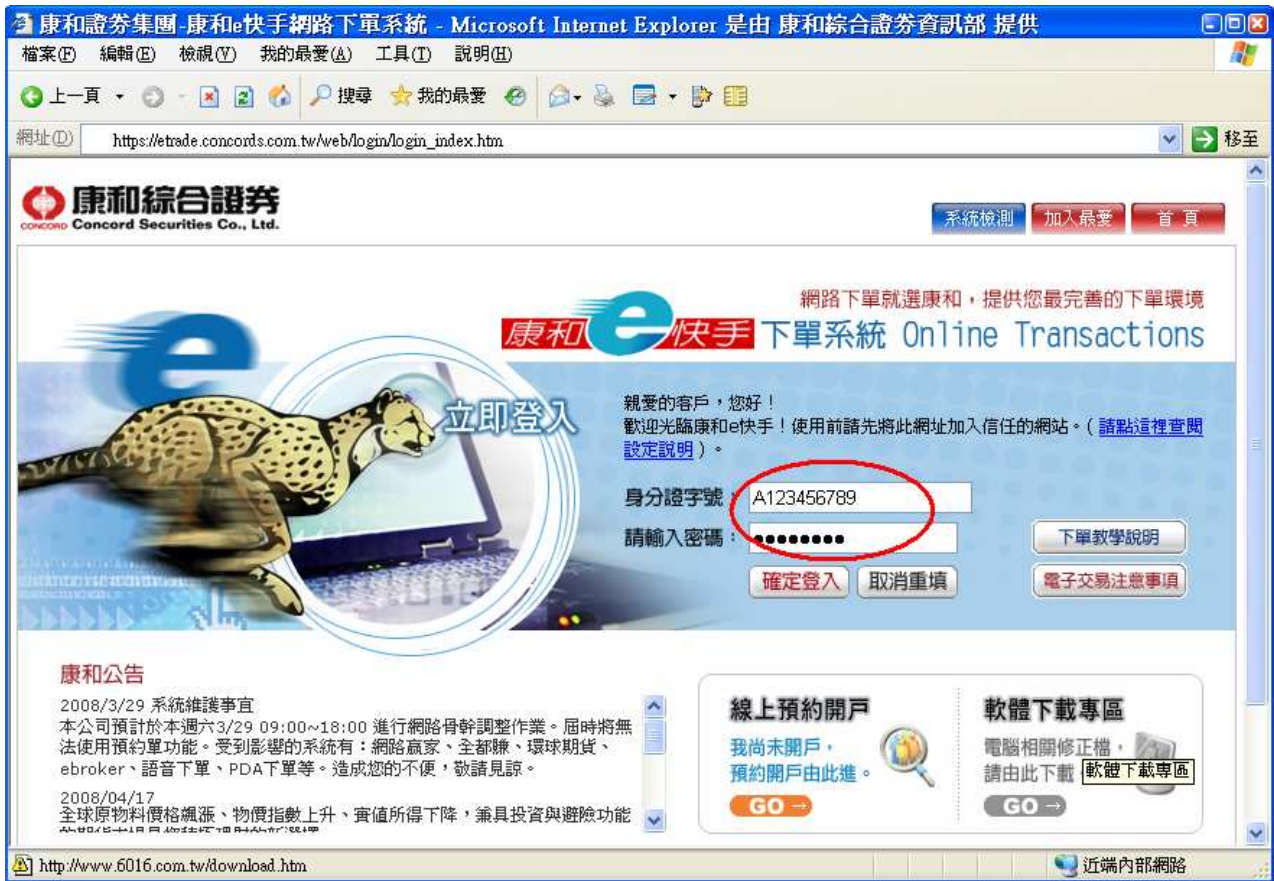 康和證券集團-康和e快手網路下單系統 - Microsoft Internet Explorer 是由 康和綜合證券資訊部 提供
檔案(F) 編輯(E) 檢視(V) 我的最愛(A) 工具(T) 說明(H)
上一頁 搜尋 我的最愛
網址(D) https://etrade.concords.com.tw/web/login/login_index.htm 移至
康和綜合證券
CONCORD Concord Securities Co., Ltd.
系統檢測 加入最愛 首頁
網路下單就選康和，提供您最完善的下單環境
康和e快手 下單系統 Online Transactions
e
立即登入
親愛的客戶，您好！
歡迎光臨康和e快手！使用前請先將此網址加入信任的網站。( 請點這裡查閱
設定說明 )。
身分證字號： A123456789
請輸入密碼： ●●●●●●●●● 下單教學說明
確定登入 取消重填 電子交易注意事項
康和公告
2008/3/29 系統維護事宜
本公司預計於本週六3/29 09:00~18:00 進行網路骨幹調整作業。屆時將無
法使用預約單功能。受到影響的系統有：網路贏家、全都賺、環球期貨、
ebroker、語音下單、PDA下單等。造成您的不便，敬請見諒。
2008/04/17
全球原物料價格飆漲、物價指數上升、實值所得下降，兼具投資與避險功能
線上預約開戶
我尚未開戶，
預約開戶由此進。
GO
軟體下載專區
電腦相關修正檔，
請由此下載
軟體下載專區
GO
http://www.6016.com.tw/download.htm 近端內部網路